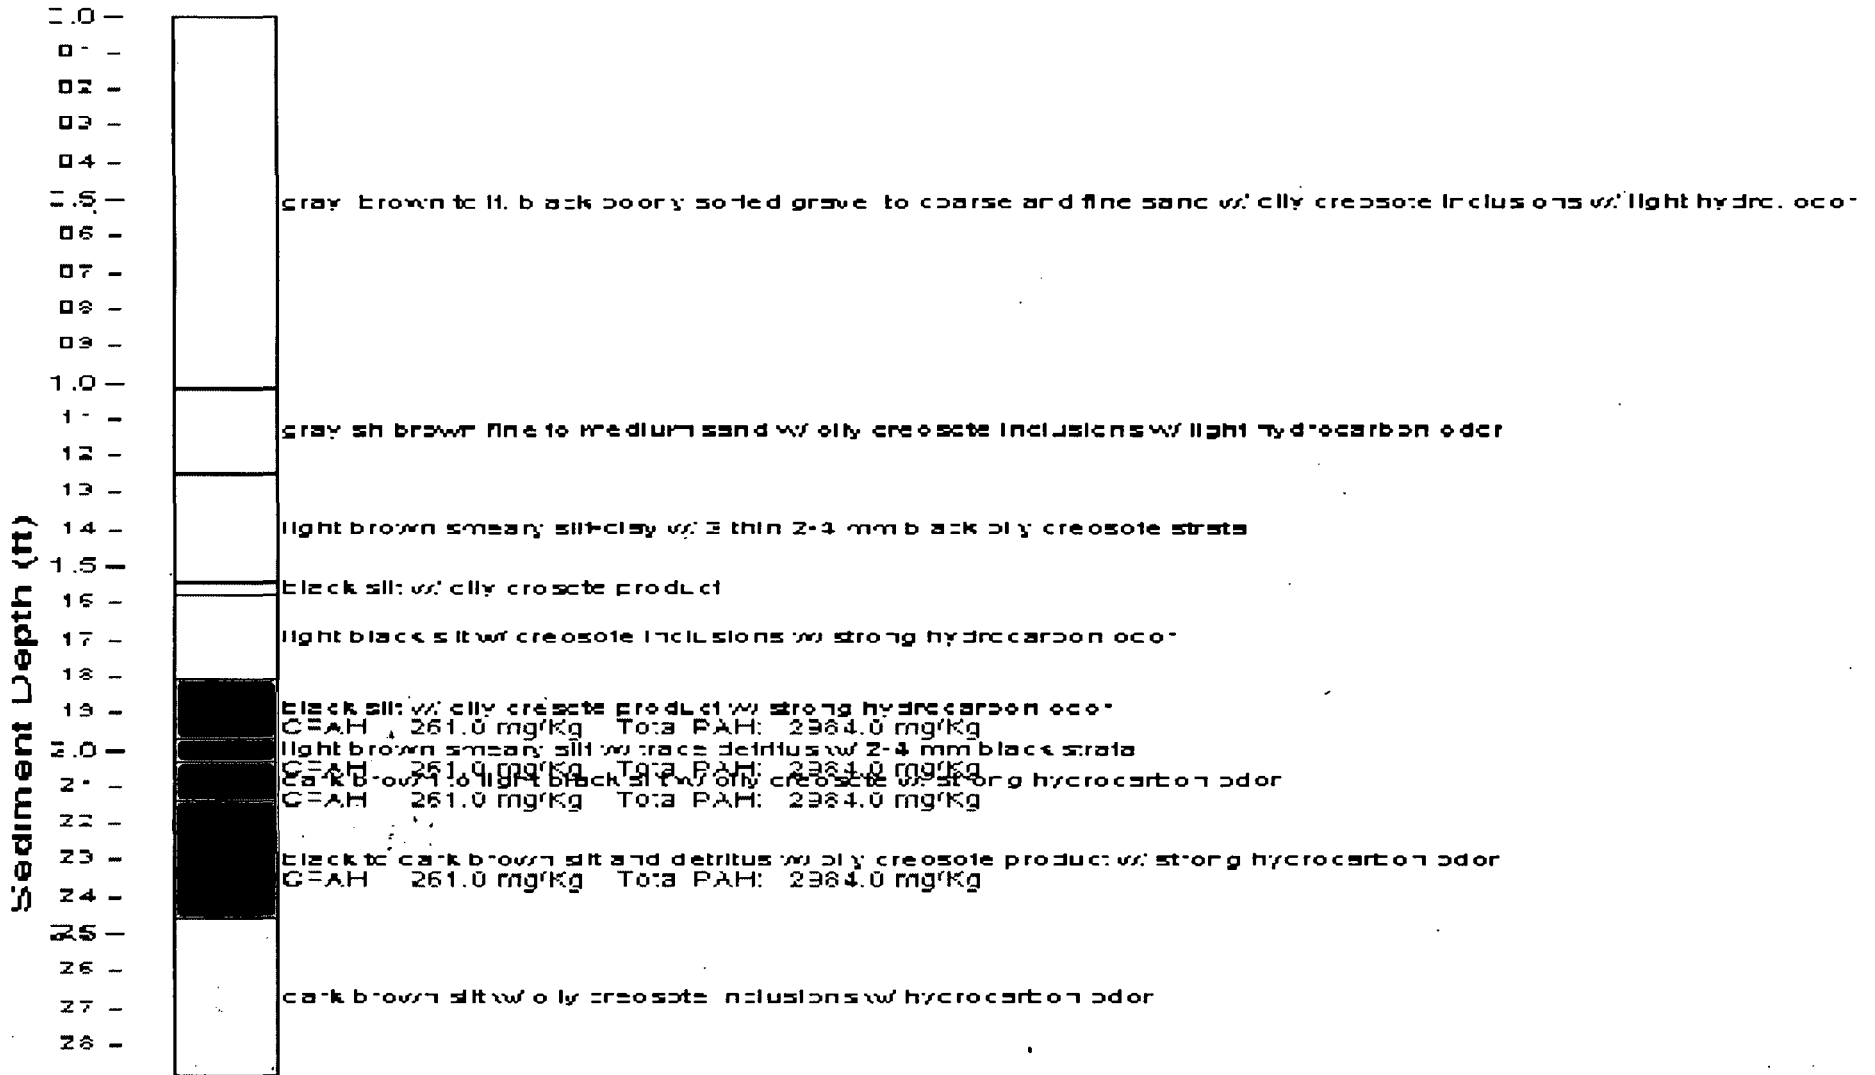 0.0
0.1
0.2
0.3
0.4
0.5
gray brown to lt. black poorly sorted gravel to coarse and fine sand w/ oily creosote inclusions w/ light hydro. odor
0.6
0.7
0.8
0.9
1.0
1.1
grayish brown fine to medium sand w/ oily creosote inclusions w/ light hydrocarbon odor
1.2
1.3
1.4
light brown smeary silt-clay w/ 3 thin 2-4 mm black oily creosote strata
1.5
black silt w/ oily crosote product
1.6
1.7
light black silt w/ creosote inclusions w/ strong hydrocarbon odor
1.8
1.9
black silt w/ oily creosote product w/ strong hydrocarbon odor
CPAH 261.0 mg/Kg Total PAH: 2984.0 mg/Kg
2.0
light brown smeary silt w/ trace detritus w/ 2-4 mm black strata
CPAH 261.0 mg/Kg Total PAH: 2984.0 mg/Kg
2.1
dark brown to light black silt w/ oily creosote w/ strong hydrocarbon odor
CPAH 261.0 mg/Kg Total PAH: 2984.0 mg/Kg
2.2
2.3
black to dark brown silt and detritus w/ oily creosote product w/ strong hydrocarbon odor
CPAH 261.0 mg/Kg Total PAH: 2984.0 mg/Kg
2.4
2.5
2.6
2.7
dark brown silt w/ oily creosote inclusions w/ hydrocarbon odor
2.8
Sediment Depth (ft)